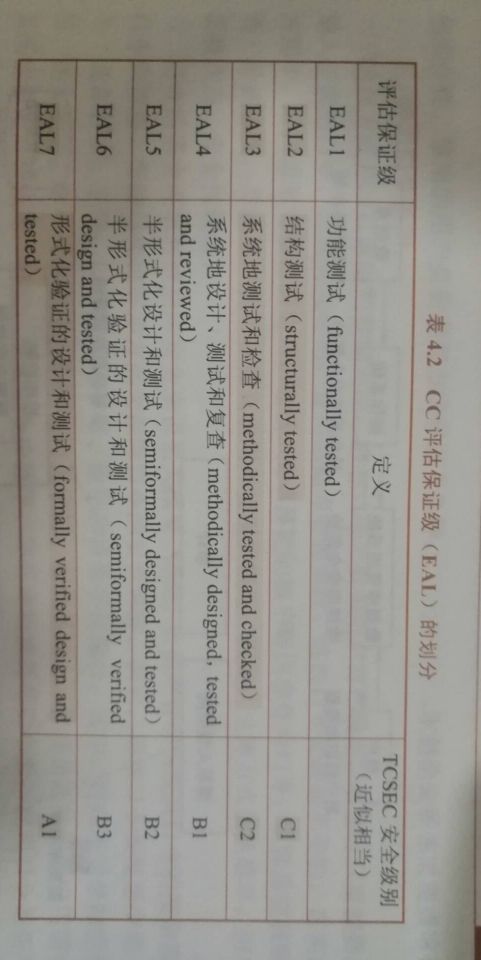 表 4.2 CC 评估保证级（EAL）的划分
评估保证级 定义 TCSEC 安全级别
（近似相当）
EAL1 功能测试（functionally tested）
EAL2 结构测试（structurally tested） C1
EAL3 系统地测试和检查（methodically tested and checked） C2
EAL4 系统地设计、测试和复查（methodically designed, tested B1
and reviewed）
EAL5 半形式化设计和测试（semiformally designed and tested） B2
EAL6 半形式化验证的设计和测试（semiformally verified B3
design and tested）
EAL7 形式化验证的设计和测试（formally verified design and A1
tested）